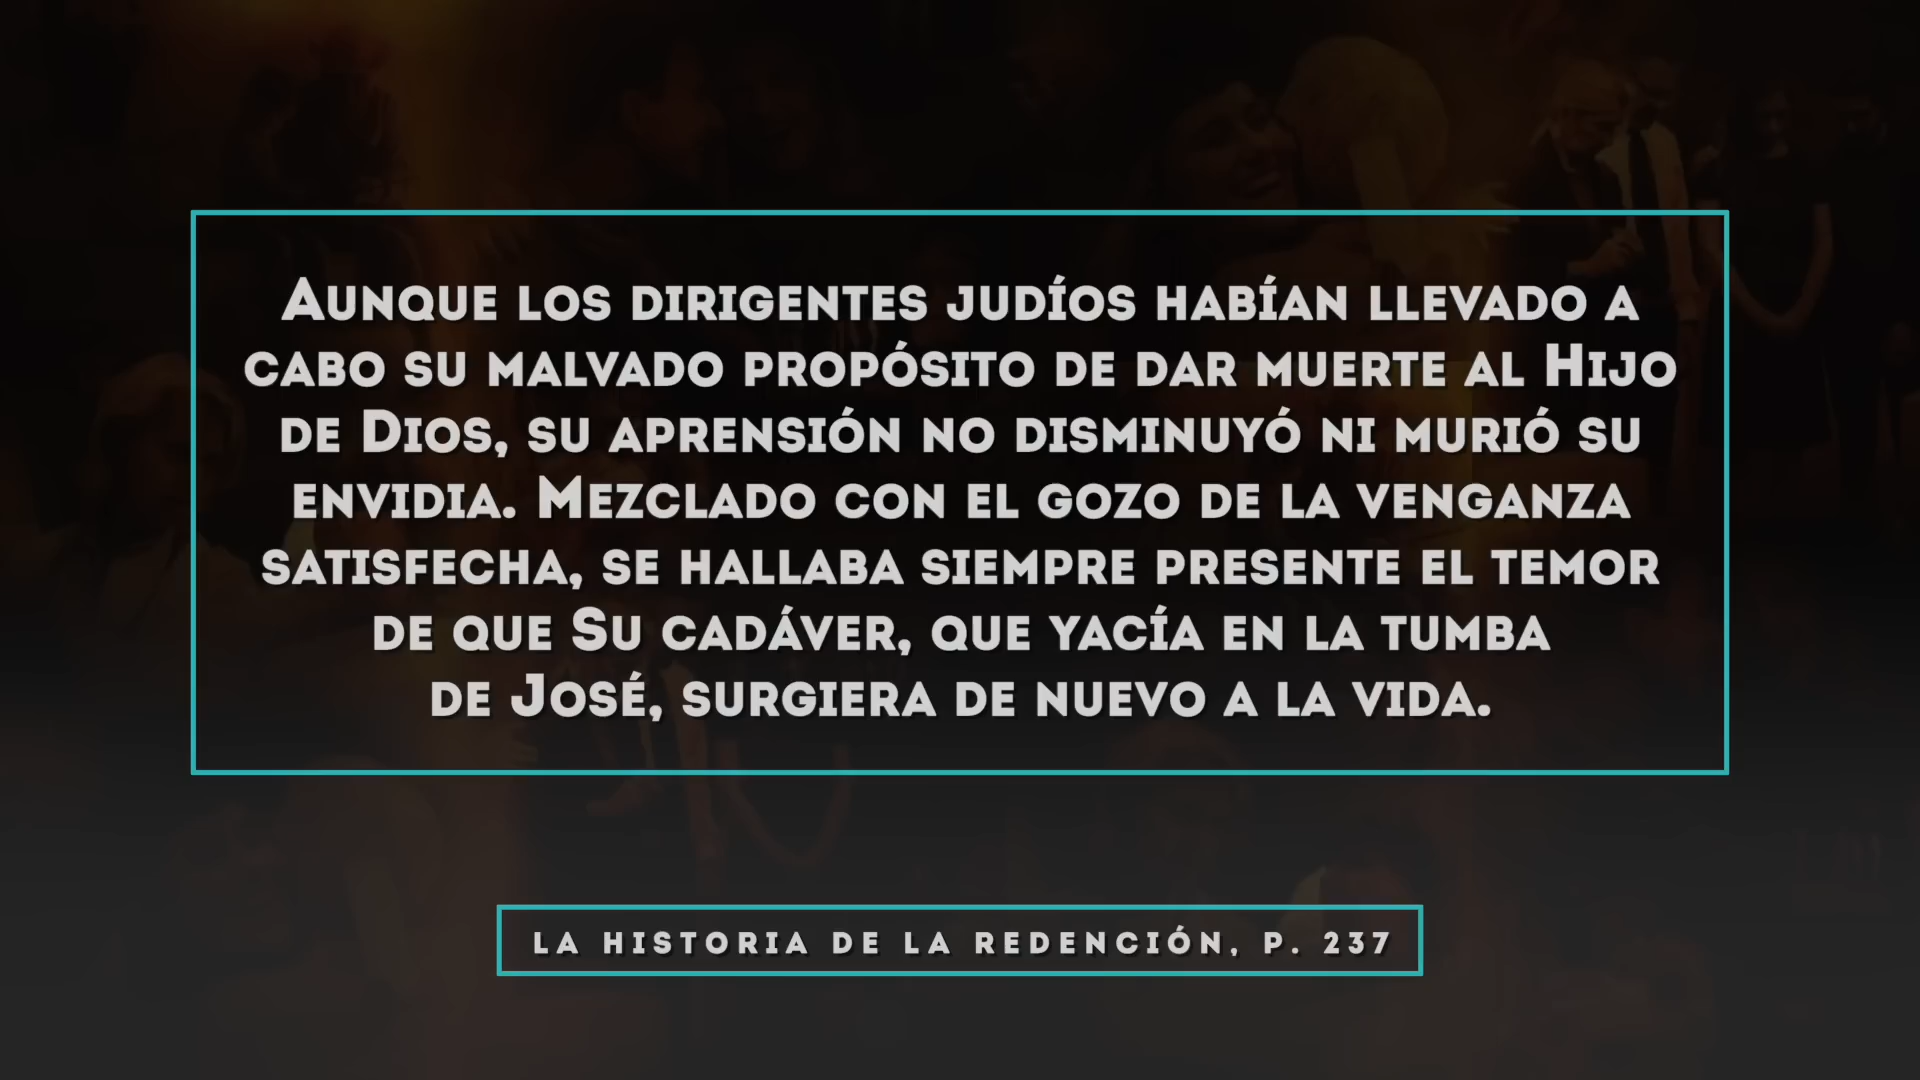 Aunque los dirigentes judíos habían llevado a
cabo su malvado propósito de dar muerte al Hijo
de Dios, su aprensión no disminuyó ni murió su
envidia. Mezclado con el gozo de la venganza
satisfecha, se hallaba siempre presente el temor
de que Su cadáver, que yacía en la tumba
de José, surgiera de nuevo a la vida.
LA HISTORIA DE LA REDENCIÓN, P. 237